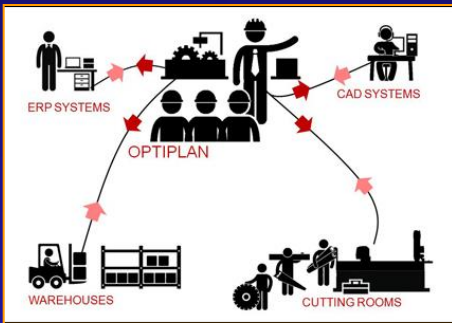 ERP SYSTEMS
CAD SYSTEMS
OPTIPLAN
WAREHOUSES
CUTTING ROOMS